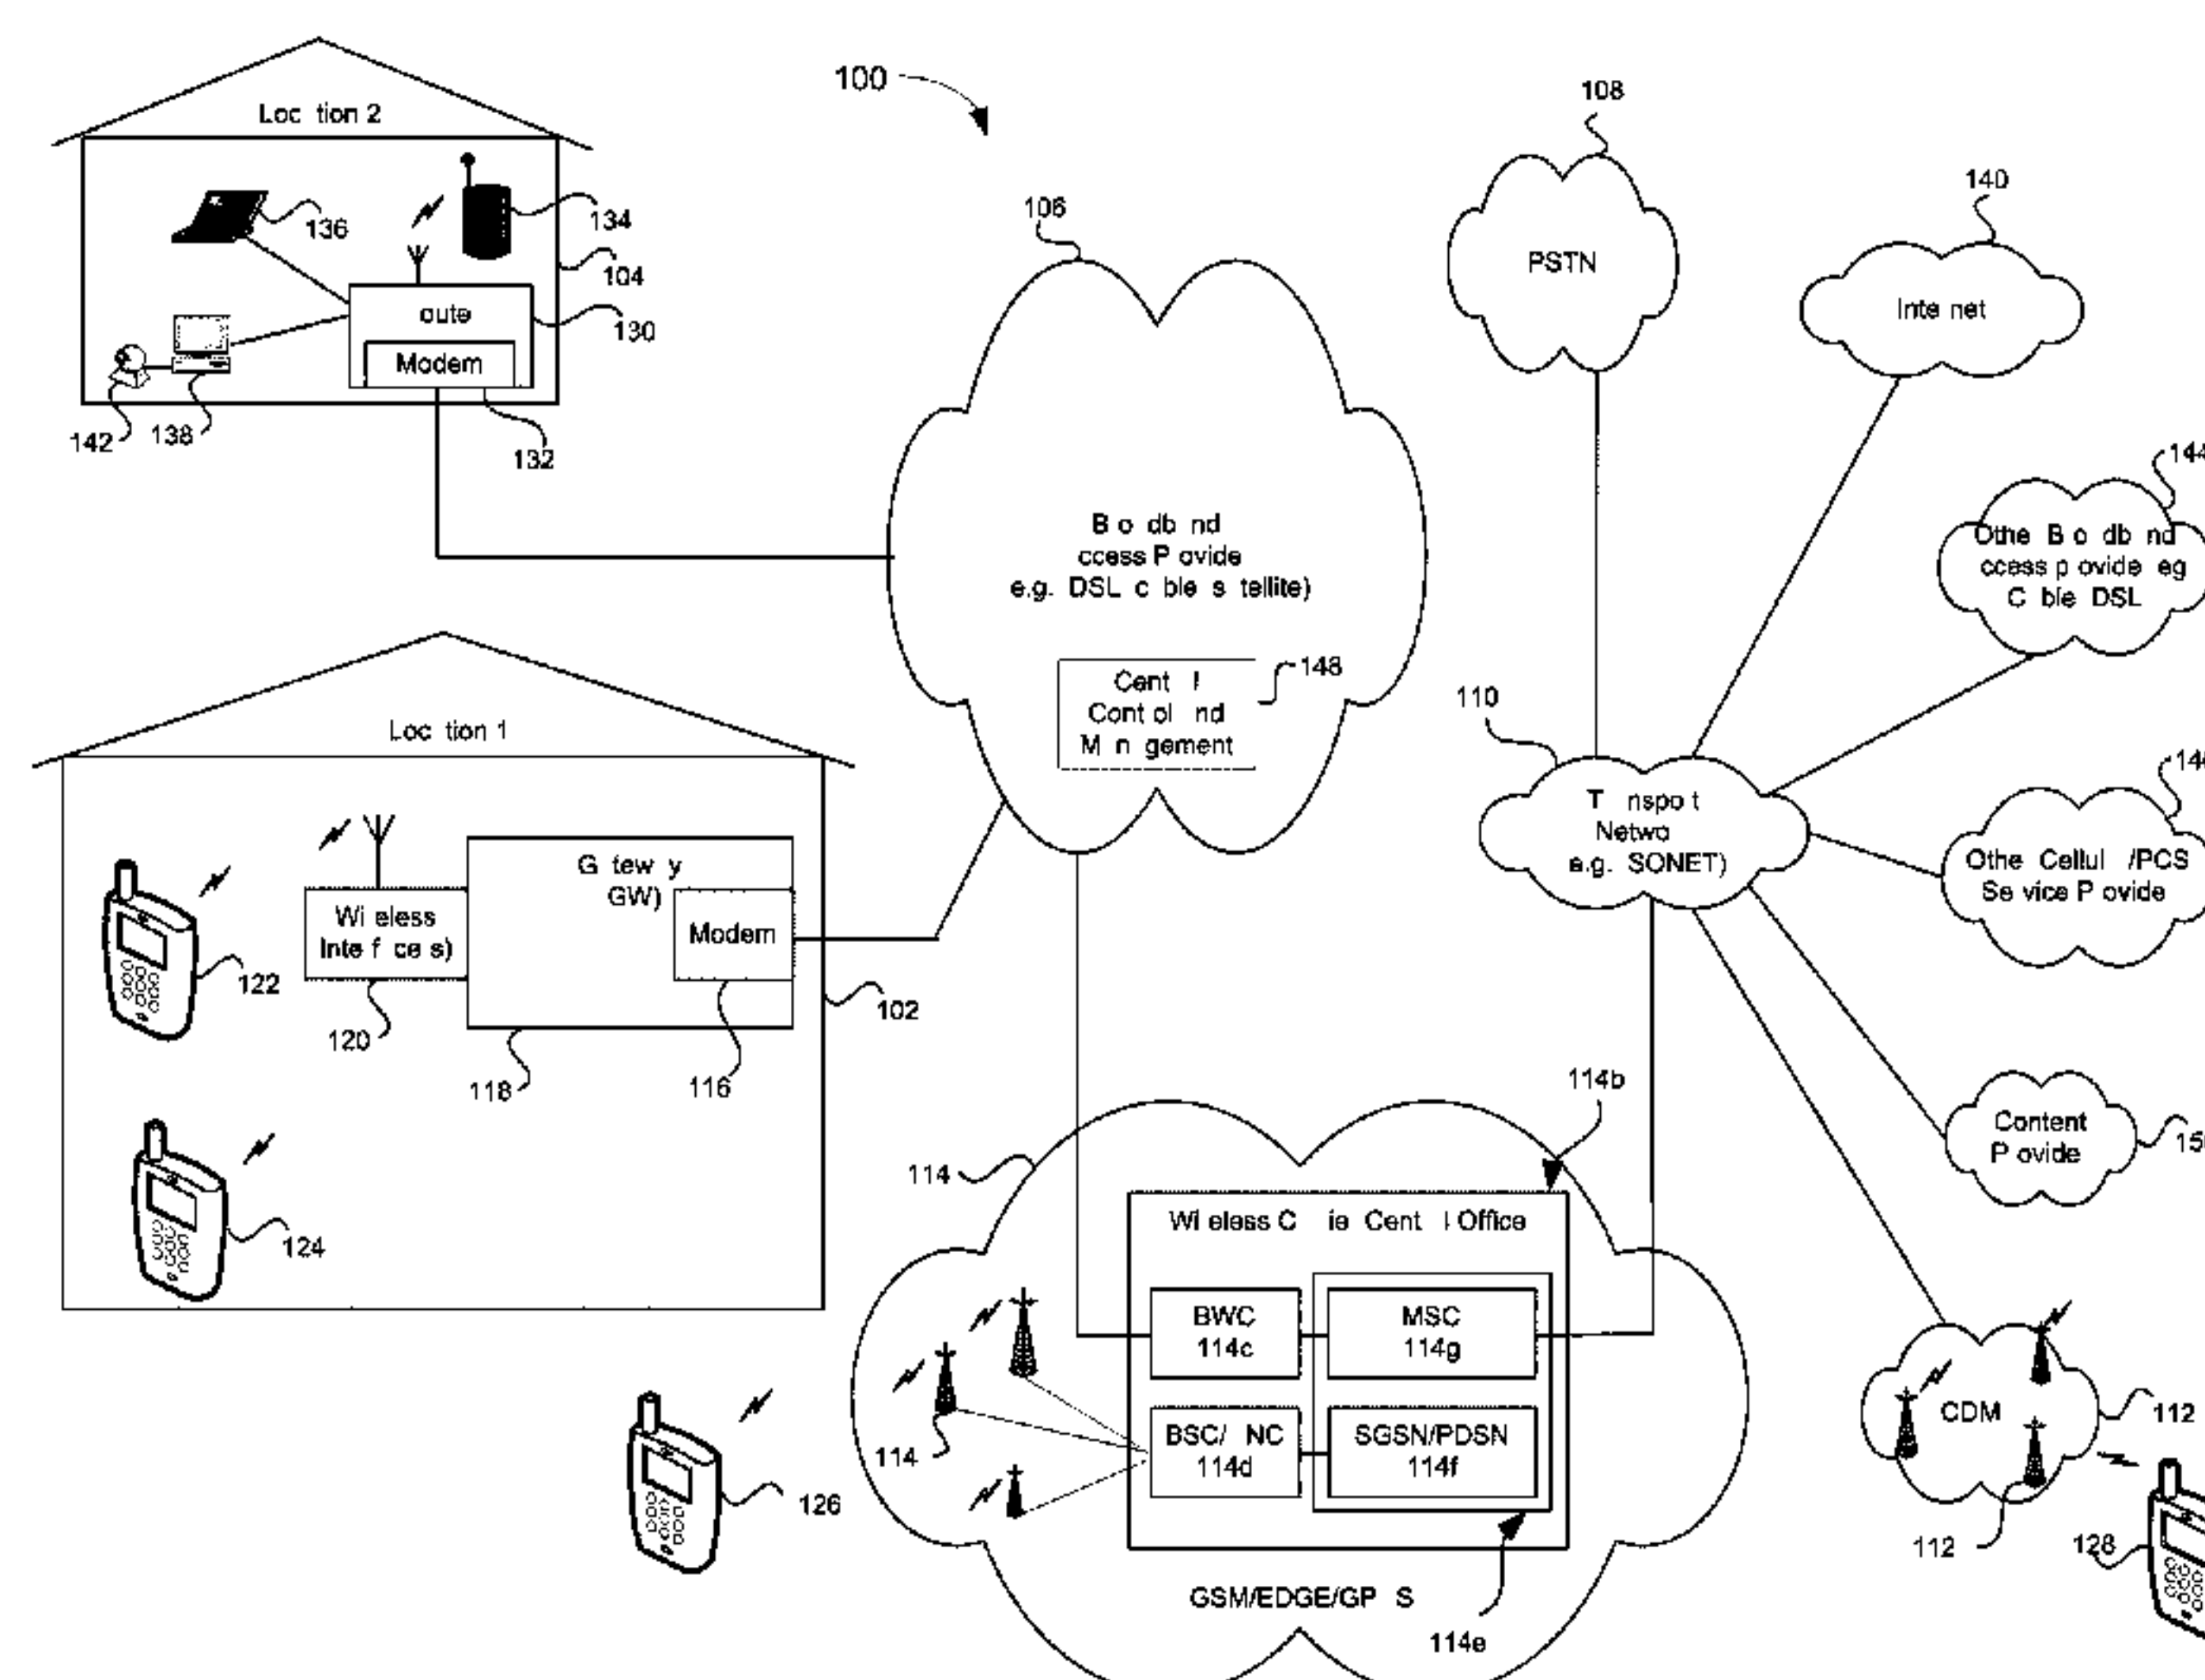 100
Loc tion 2
136
134
104
oute
130
Modem
142
138
132
106
B o db nd
ccess P ovide
e.g. DSL c ble s tellite)
Cent l
Cont ol nd
M n gement
148
108
PSTN
140
Inte net
144
Othe B o db nd
ccess p ovide eg
C ble DSL
110
T nspo t
Netwo
e.g. SONET)
Othe Cellul /PCS
Se vice P ovide
Content
P ovide
Loc tion 1
G tew y
GW)
Modem
Wi eless
Inte f ce s)
122
120
118
116
102
124
126
114
114b
Wi eless C ie Cent l Office
BWC
114c
MSC
114g
BSC/ NC
114d
SGSN/PDSN
114f
114
GSM/EDGE/GP S
114e
CDM
112
112
128